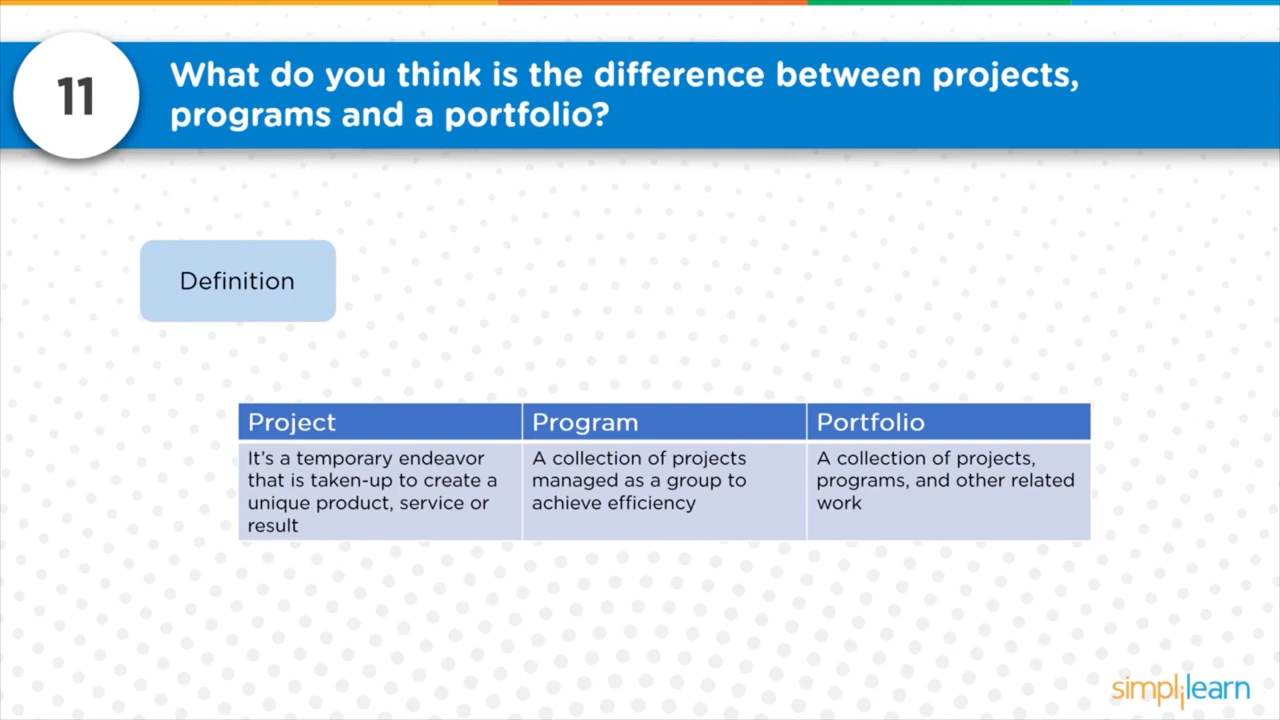 11
What do you think is the difference between projects,
programs and a portfolio?
Definition
Project
Program
Portfolio
It's a temporary endeavor
that is taken-up to create a
unique product, service or
result
A collection of projects
managed as a group to
achieve efficiency
A collection of projects,
programs, and other related
work
simplilearn